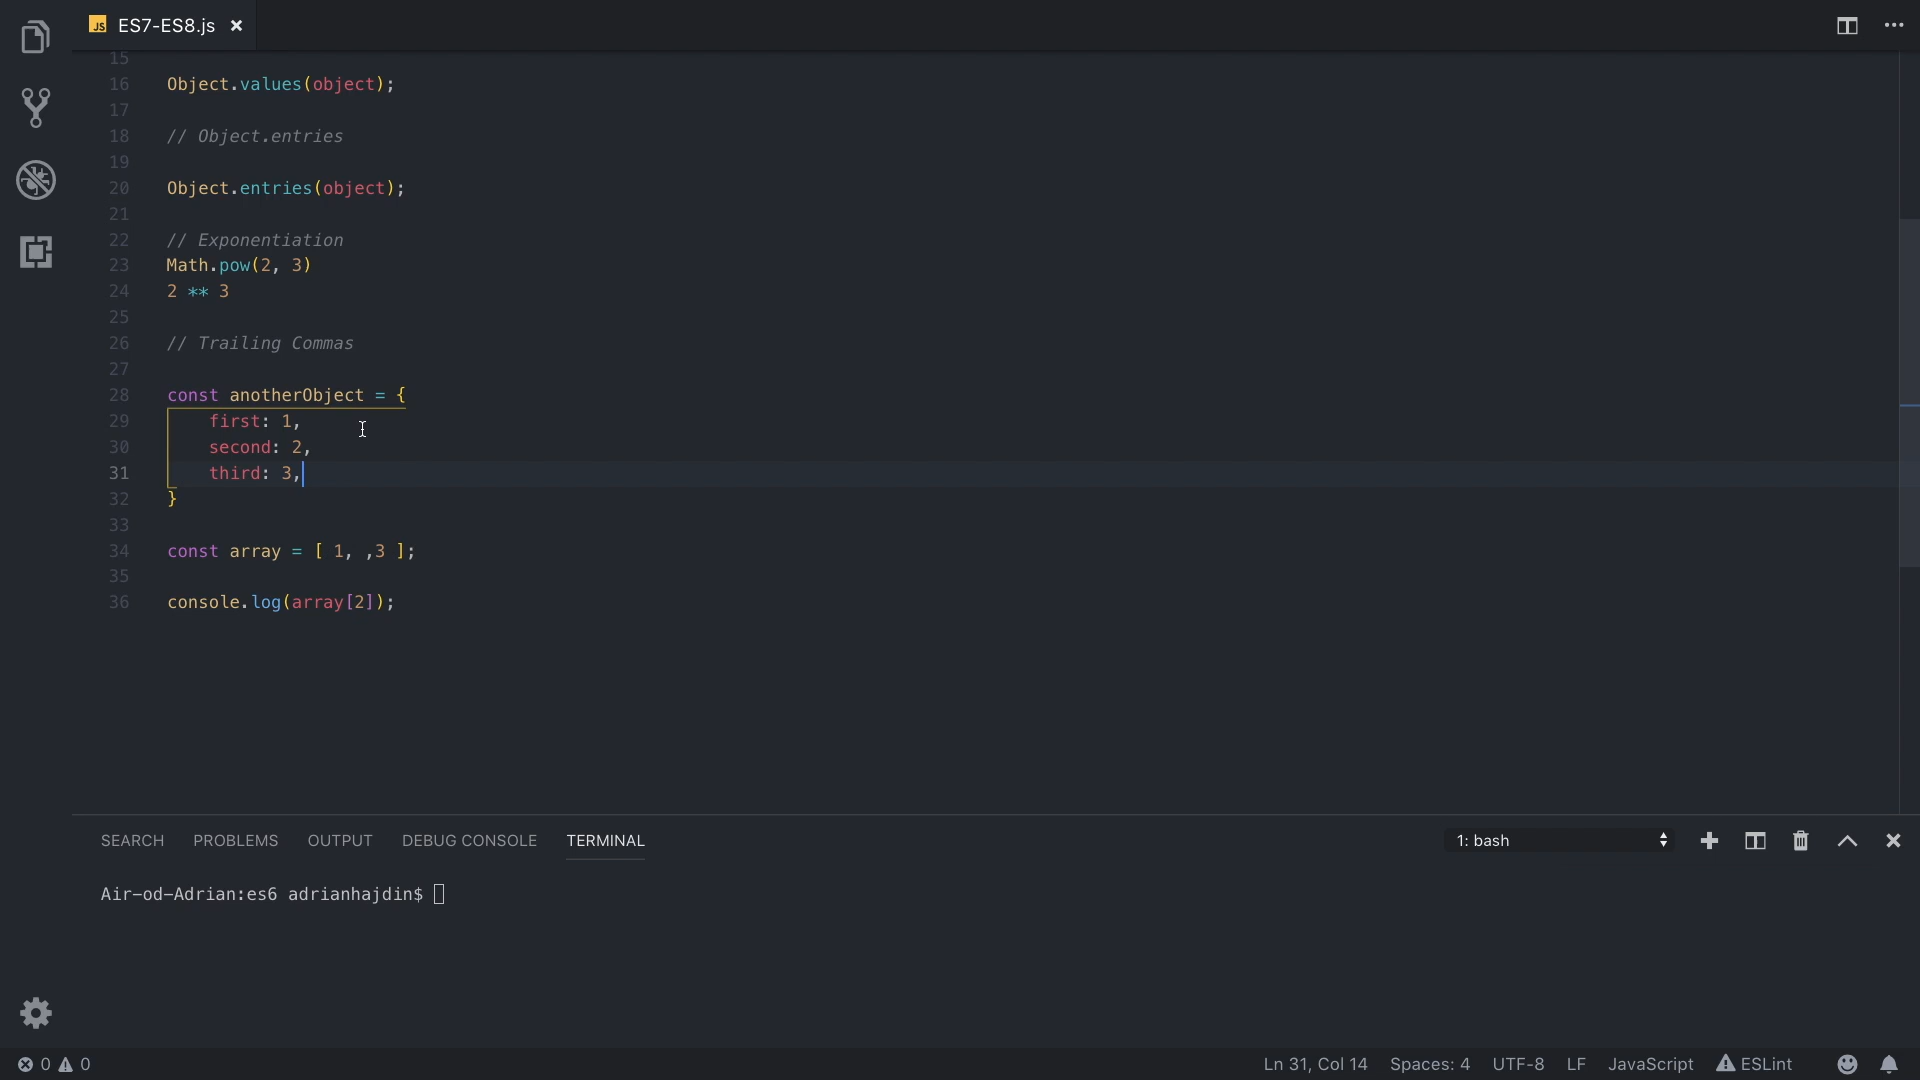 JS ES7-ES8.js
15
16 Object.values(object);
17
18 // Object.entries
19
20 Object.entries(object);
21
22 // Exponentiation
23 Math.pow(2, 3)
24 2 ** 3
25
26 // Trailing Commas
27
28 const anotherObject = {
29 first: 1,
30 second: 2,
31 third: 3,
32 }
33
34 const array = [ 1, ,3 ];
35
36 console.log(array[2]);
SEARCH PROBLEMS OUTPUT DEBUG CONSOLE TERMINAL 1: bash
Air-od-Adrian:es6 adrianhajdin$
0 0 Ln 31, Col 14 Spaces: 4 UTF-8 LF JavaScript ESLint